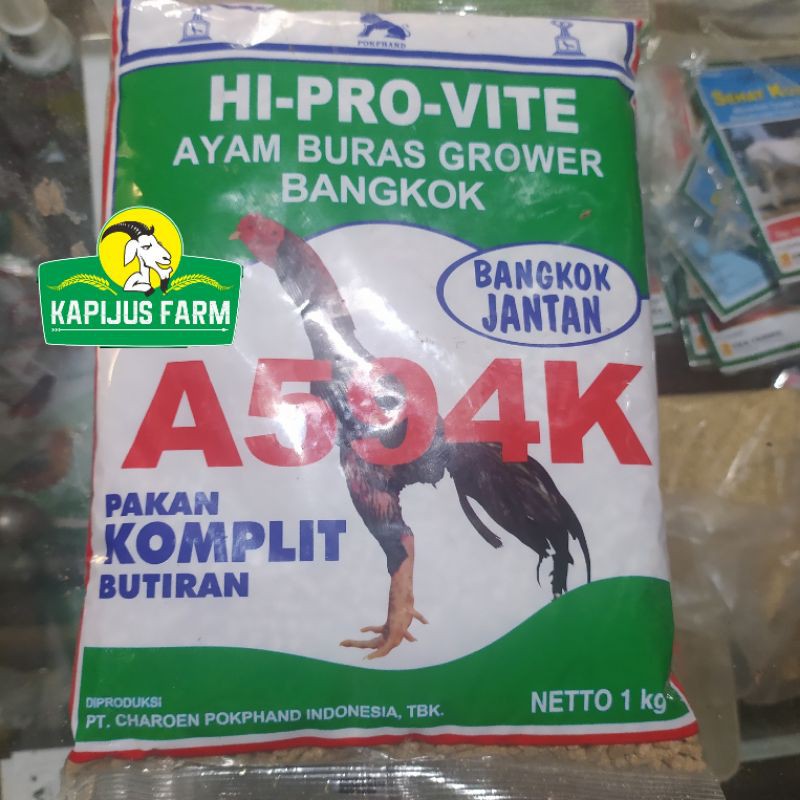 POKPHAND
HI-PRO-VITE
AYAM BURAS GROWER
BANGKOK
BANGKOK
JANTAN
KAPIJUS FARM
A594K
PAKAN
KOMPLIT
BUTIRAN
DIPRODUKSI
PT. CHAROEN POKPHAND INDONESIA, TBK.
NETTO 1 kg